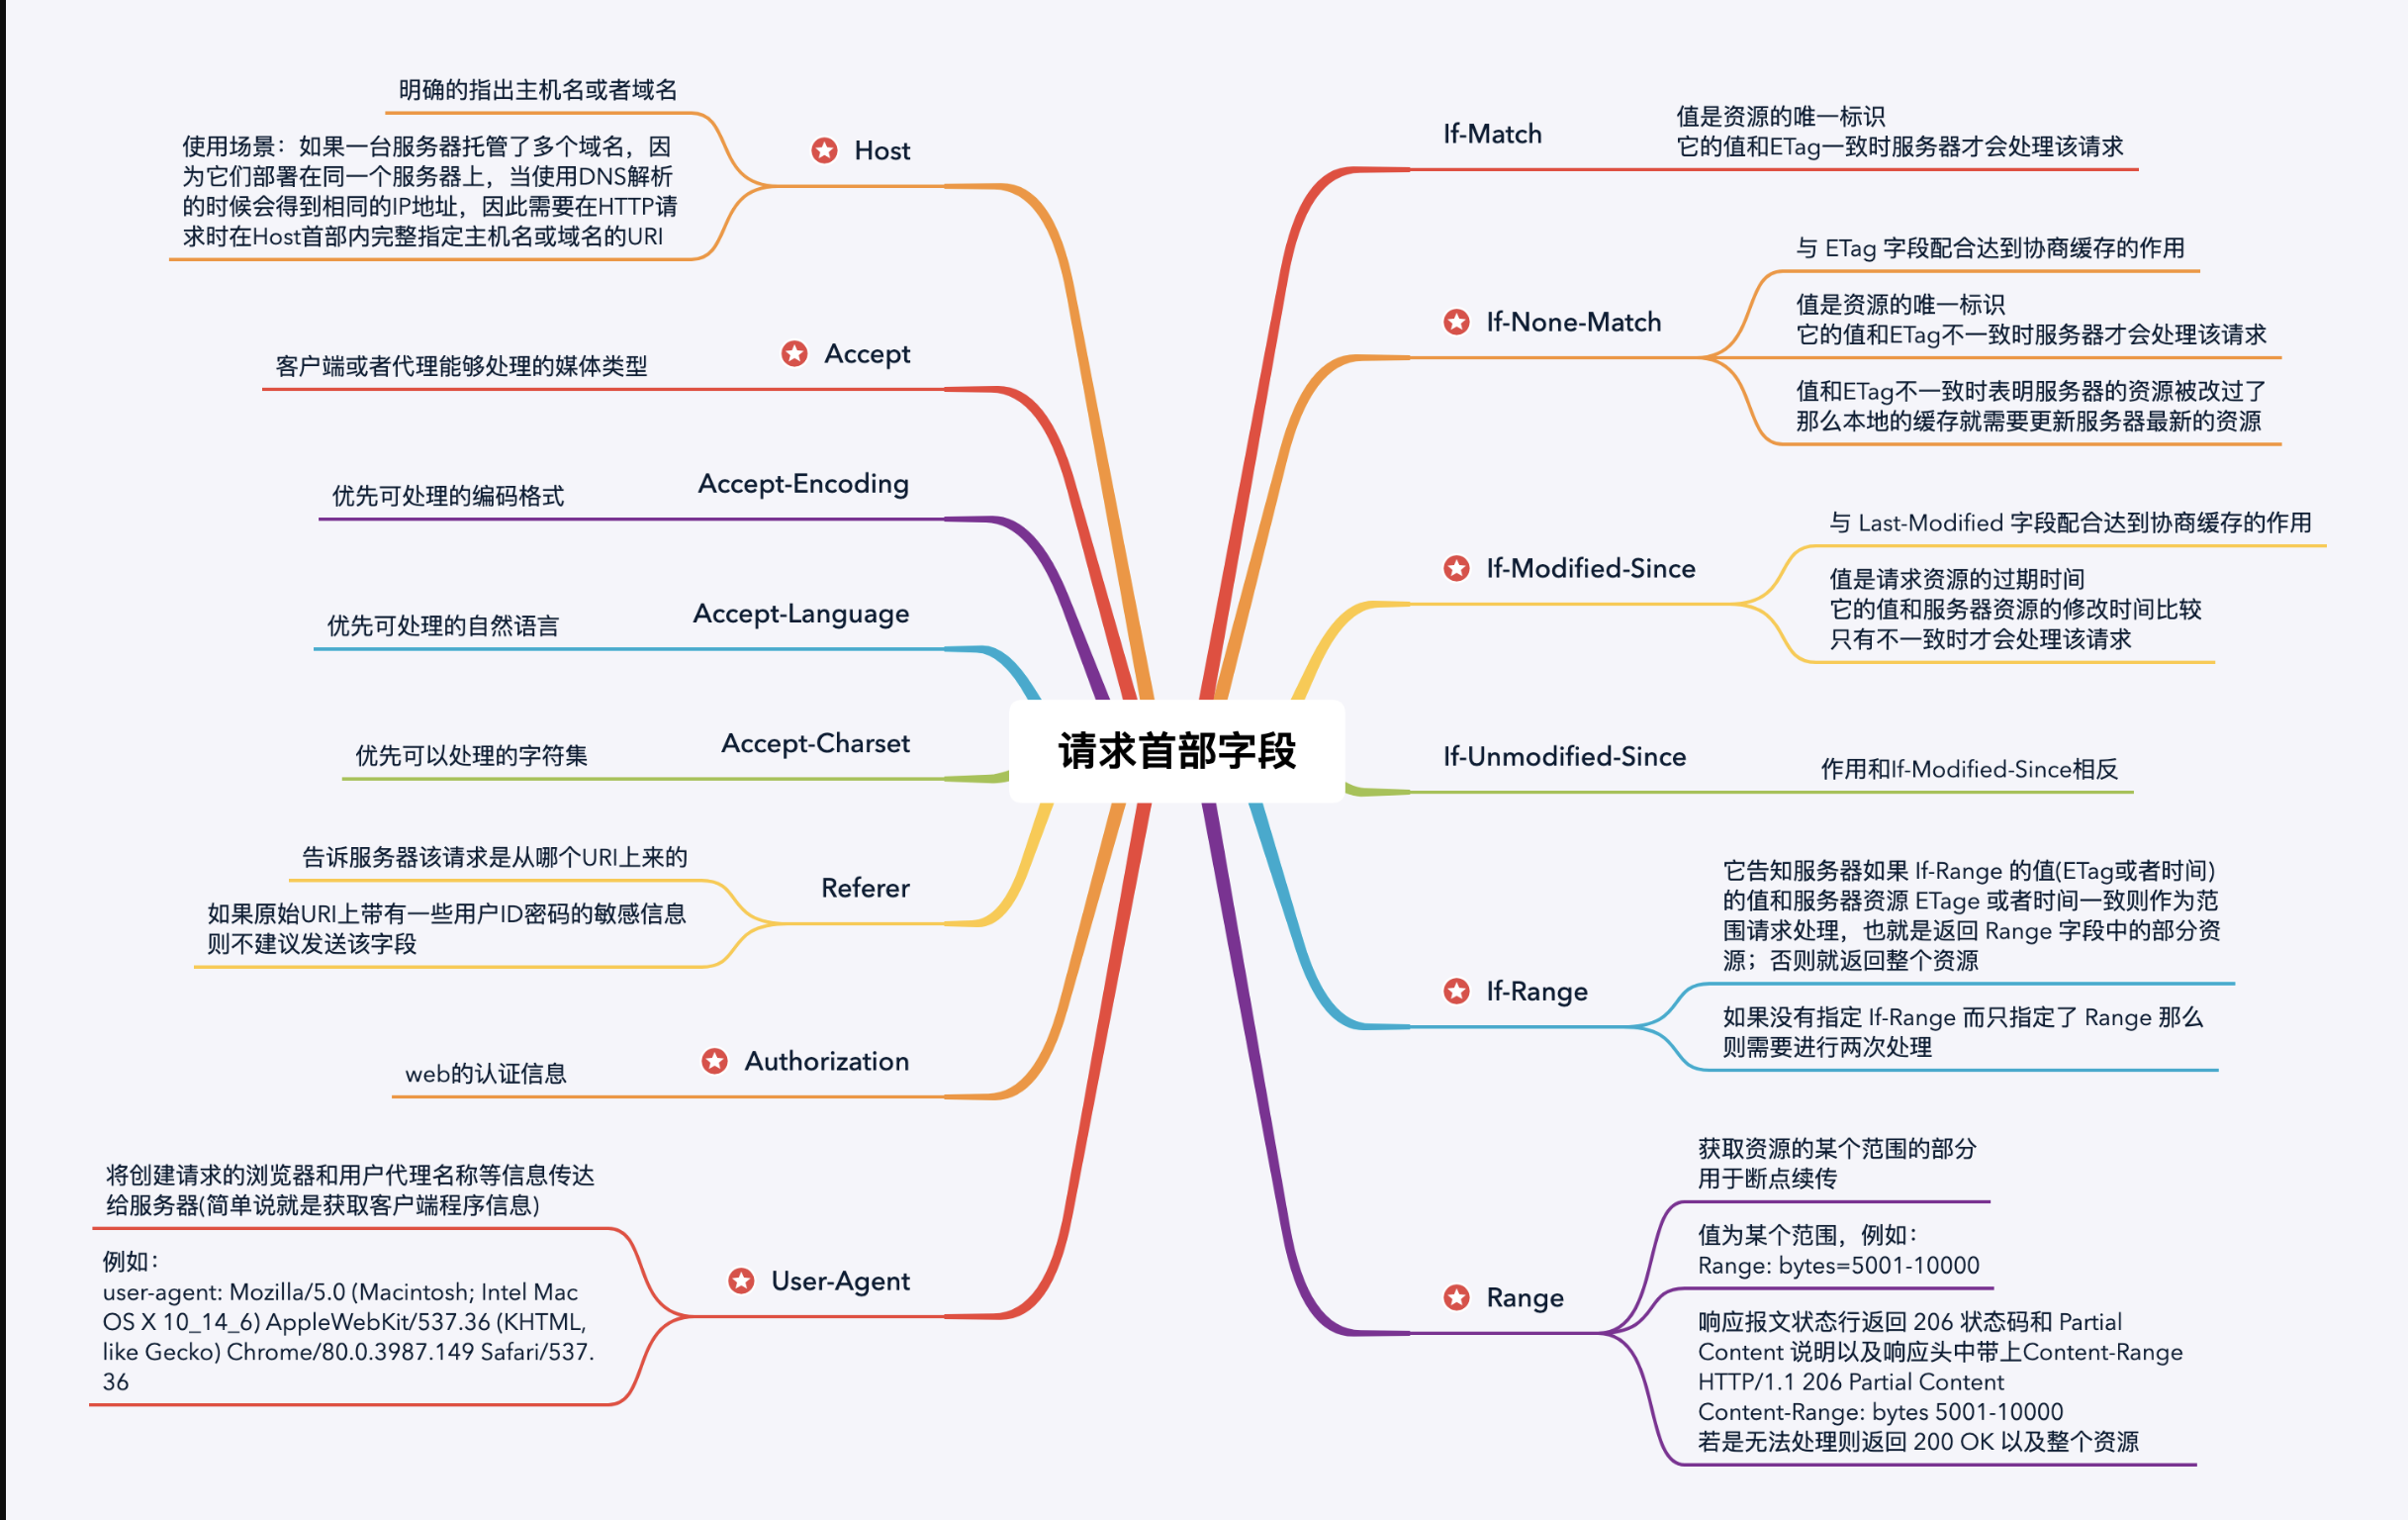 请求首部字段
Host
明确的指出主机名或者域名
使用场景：如果一台服务器托管了多个域名，因
为它们部署在同一个服务器上，当使用DNS解析
的时候会得到相同的IP地址，因此需要在HTTP请
求时在Host首部内完整指定主机名或域名的URI
Accept
客户端或者代理能够处理的媒体类型
Accept-Encoding
优先可处理的编码格式
Accept-Language
优先可处理的自然语言
Accept-Charset
优先可以处理的字符集
Referer
告诉服务器该请求是从哪个URI上来的
如果原始URI上带有一些用户ID密码的敏感信息
则不建议发送该字段
Authorization
web的认证信息
User-Agent
将创建请求的浏览器和用户代理名称等信息传达
给服务器(简单说就是获取客户端程序信息)
例如：
user-agent: Mozilla/5.0 (Macintosh; Intel Mac
OS X 10_14_6) AppleWebKit/537.36 (KHTML,
like Gecko) Chrome/80.0.3987.149 Safari/537.
36
If-Match
值是资源的唯一标识
它的值和ETag一致时服务器才会处理该请求
If-None-Match
与 ETag 字段配合达到协商缓存的作用
值是资源的唯一标识
它的值和ETag不一致时服务器才会处理该请求
值和ETag不一致时表明服务器的资源被改过了
那么本地的缓存就需要更新服务器最新的资源
If-Modified-Since
与 Last-Modified 字段配合达到协商缓存的作用
值是请求资源的过期时间
它的值和服务器资源的修改时间比较
只有不一致时才会处理该请求
If-Unmodified-Since
作用和If-Modified-Since相反
If-Range
它告知服务器如果 If-Range 的值(ETag或者时间)
的值和服务器资源 ETage 或者时间一致则作为范
围请求处理，也就是返回 Range 字段中的部分资
源；否则就返回整个资源
如果没有指定 If-Range 而只指定了 Range 那么
则需要进行两次处理
Range
获取资源的某个范围的部分
用于断点续传
值为某个范围，例如：
Range: bytes=5001-10000
响应报文状态行返回 206 状态码和 Partial
Content 说明以及响应头中带上Content-Range
HTTP/1.1 206 Partial Content
Content-Range: bytes 5001-10000
若是无法处理则返回 200 OK 以及整个资源